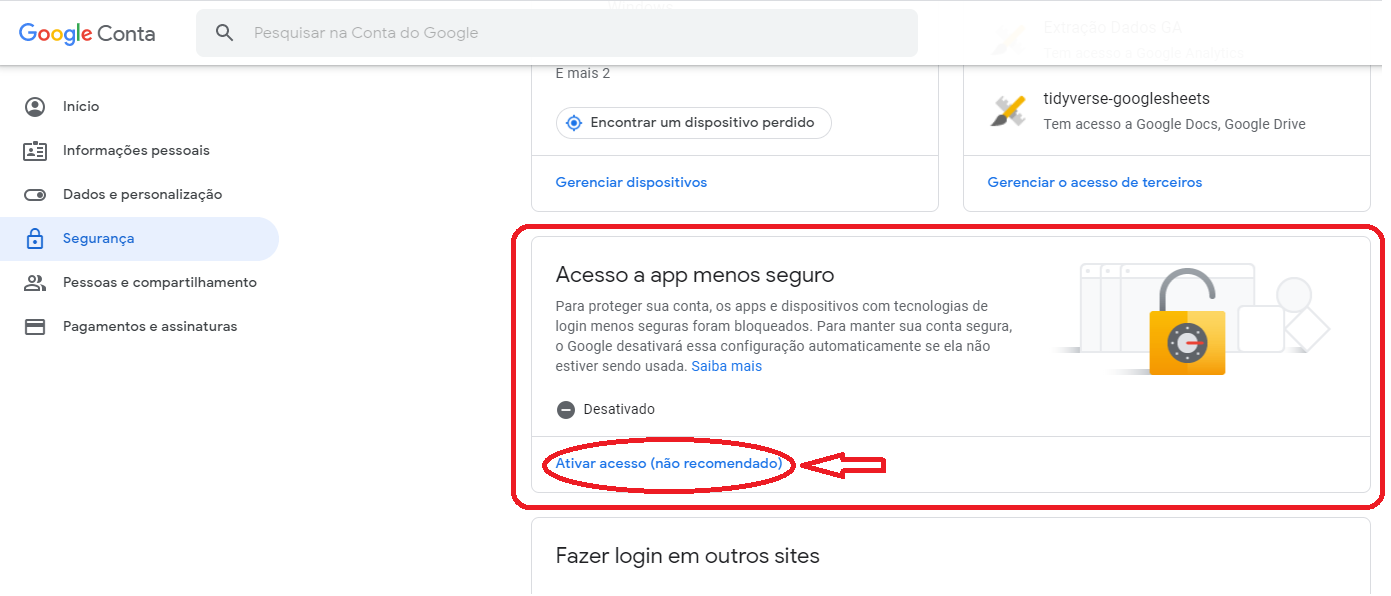 Google Conta
Pesquisar na Conta do Google
Windows
Extração Dados GA
Tem acesso a Google Analytics
Início
Informações pessoais
Dados e personalização
Segurança
Pessoas e compartilhamento
Pagamentos e assinaturas
E mais 2
Encontrar um dispositivo perdido
Gerenciar dispositivos
tidyverse-googlesheets
Tem acesso a Google Docs, Google Drive
Gerenciar o acesso de terceiros
Acesso a app menos seguro
Para proteger sua conta, os apps e dispositivos com tecnologias de
login menos seguras foram bloqueados. Para manter sua conta segura,
o Google desativará essa configuração automaticamente se ela não
estiver sendo usada. Saiba mais
Desativado
Ativar acesso (não recomendado)
Fazer login em outros sites